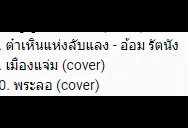 . ตำเหินแห่งลับแลง - อ้อม รัตนัง
. เมืองแจ่ม (cover)
0. พระลอ (cover)